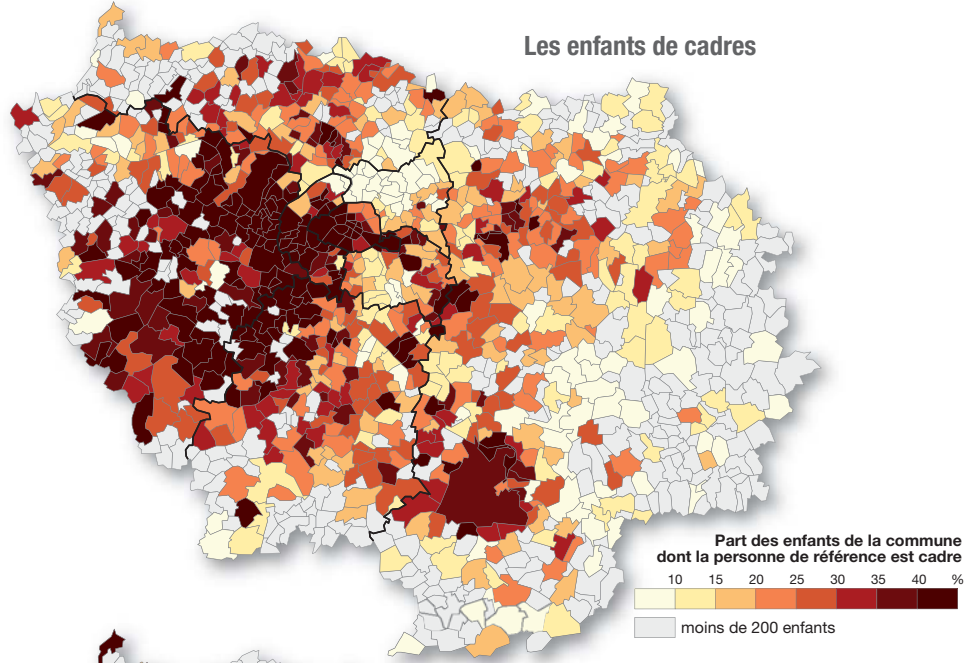 Les enfants de cadres
Part des enfants de la commune
dont la personne de référence est cadre
10 15 20 25 30 35 40 %
moins de 200 enfants